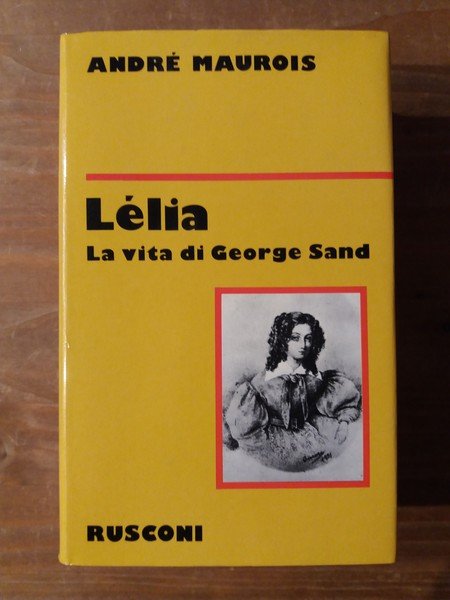 ANDRÉ MAUROIS
Lélia
La vita di George Sand
RUSCONI